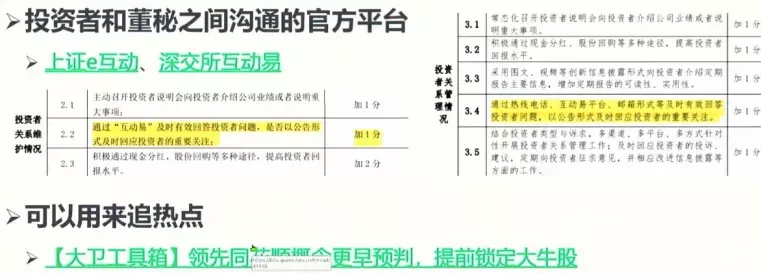 ➢投资者和董秘之间沟通的官方平台
➢上证e互动、深交所互动易
投资者关系维护情况
2.1 主动召开投资者说明会向投资者介绍公司业绩或者说明重大事项; 加 1 分
2.2 通过“互动易”及时有效回答投资者问题,是否以公告形式及时回应投资者的重要关注; 加 1 分
2.3 积极通过现金分红、股份回购等多种途径,提高投资者回报水平。 加 2 分
投资者关系管理情况
3.1 常态化召开投资者说明会向投资者介绍公司业绩或者说明重大事项。 加 1 分
3.2 积极通过现金分红、股份回购等多种途径,提高投资者回报水平。 加 1 分
3.3 采用图文、视频等创新信息披露形式向投资者介绍定期报告主要信息,增加定期报告的可读性、实用性。 加 1 分
3.4 通过热线电话、互动易平台、邮箱形式等及时有效回答投资者问题,以公告形式及时回应投资者的重要关注。 加 1 分
3.5 结合投资者类型与诉求,多渠道、多平台、多方式针对性开展投资者关系管理工作;及时回应投资者的投诉、建议,定期向投资者征求意见,并相应改进信息披露等方面的工作。 加 1 分
➢可以用来追热点
➢【大卫工具箱】领先同花顺概念更早预判,提前锁定大牛股